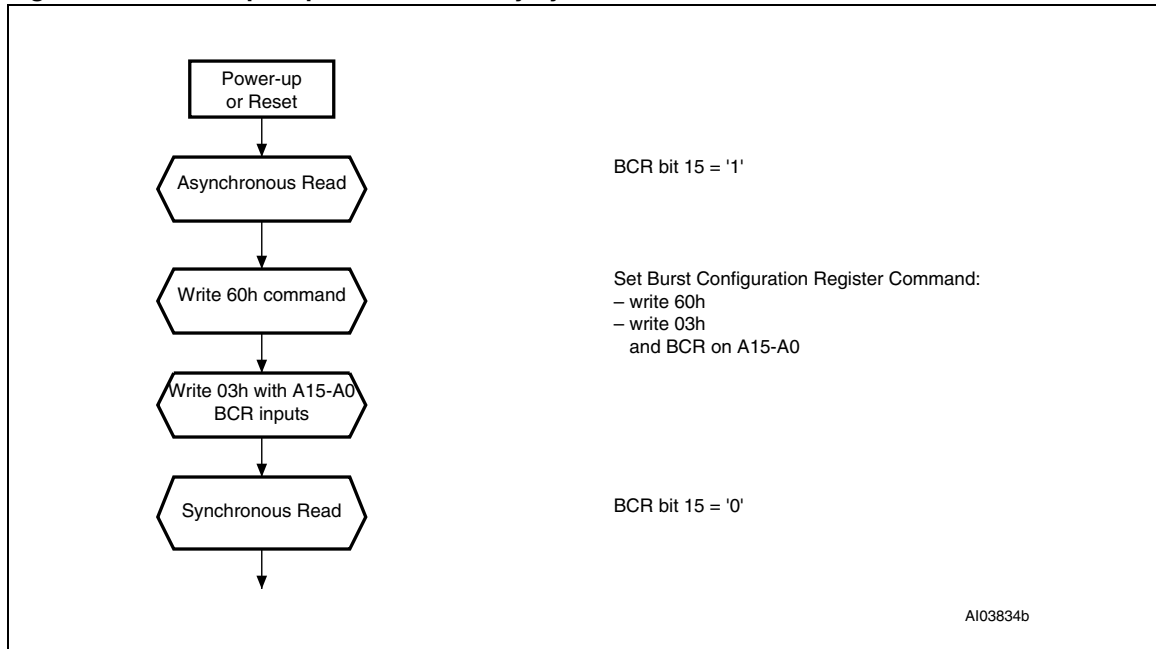 Power-up
or Reset
Asynchronous Read
BCR bit 15 = '1'
Write 60h command
Set Burst Configuration Register Command:
– write 60h
– write 03h
and BCR on A15-A0
Write 03h with A15-A0
BCR inputs
Synchronous Read
BCR bit 15 = '0'
AI03834b